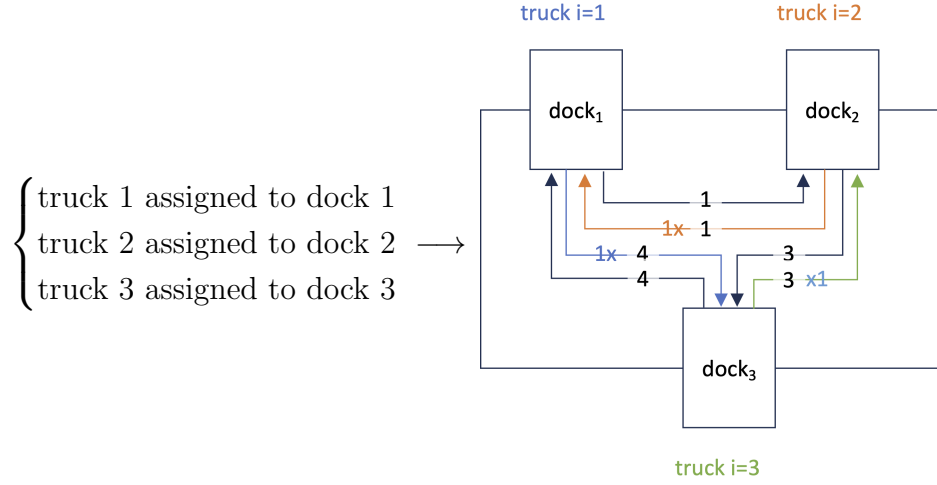 truck i=1
truck i=2
dock₁
dock₂
truck 1 assigned to dock 1
truck 2 assigned to dock 2
truck 3 assigned to dock 3
1
1x 1
1x 4
3
4
3 x1
dock₃
truck i=3